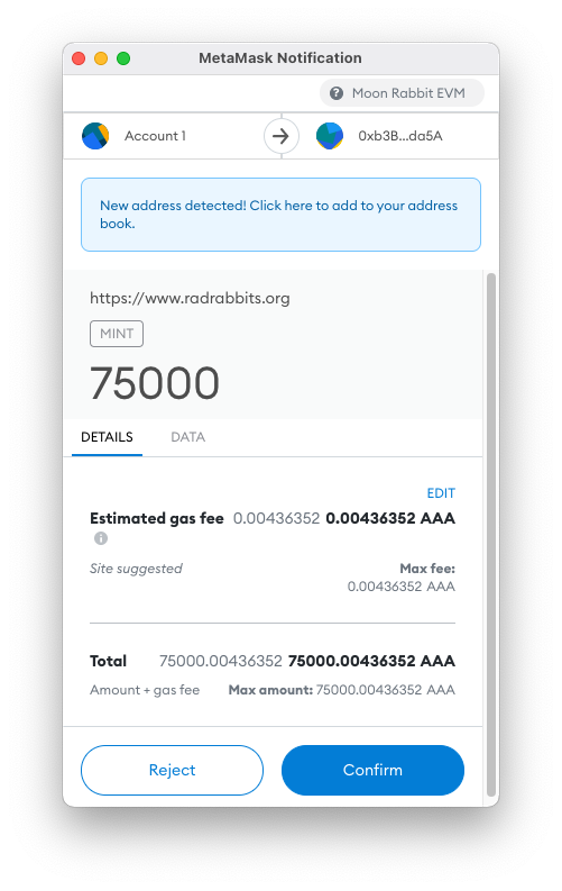 MetaMask Notification
Moon Rabbit EVM
Account 1
0xb3B...da5A
New address detected! Click here to add to your address
book.
https://www.radrabbits.org
MINT
75000
DETAILS
DATA
EDIT
Estimated gas fee 0.00436352 0.00436352 AAA
Site suggested
Max fee:
0.00436352 AAA
Total 75000.00436352 75000.00436352 AAA
Amount + gas fee Max amount: 75000.00436352 AAA
Reject
Confirm